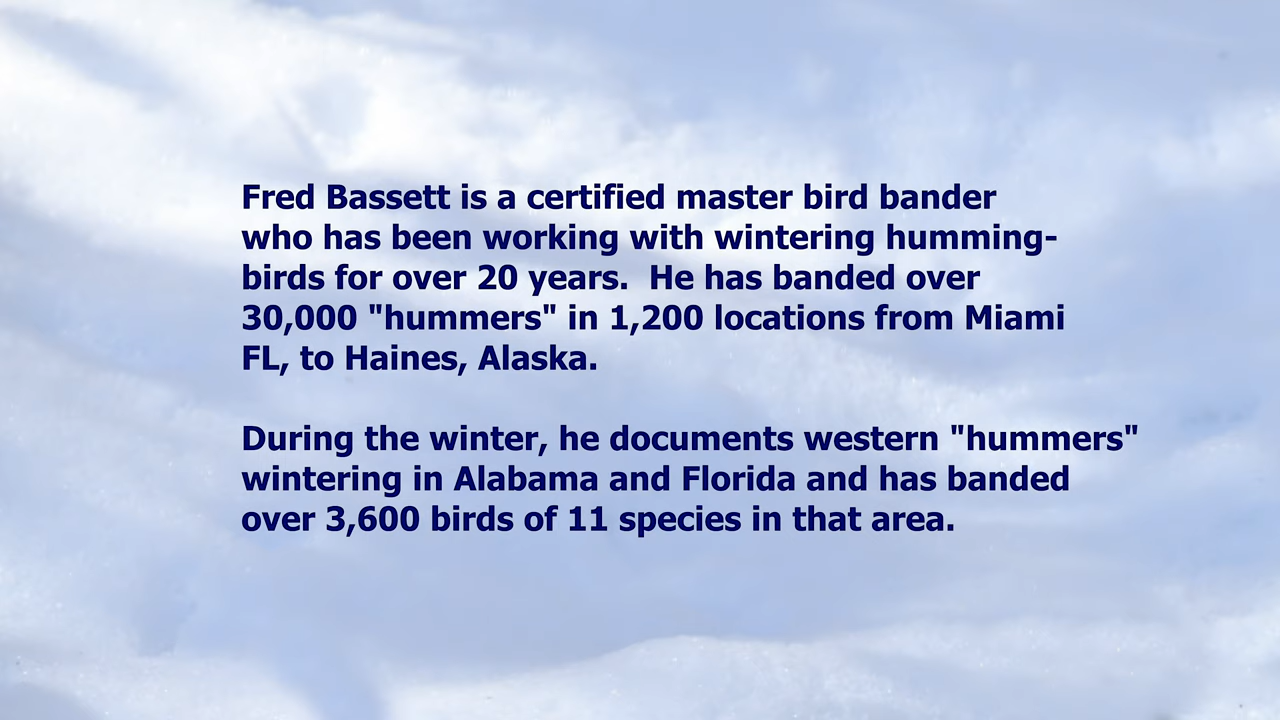 Fred Bassett is a certified master bird bander
who has been working with wintering humming-
birds for over 20 years.  He has banded over
30,000 "hummers" in 1,200 locations from Miami
FL, to Haines, Alaska.
During the winter, he documents western "hummers"
wintering in Alabama and Florida and has banded
over 3,600 birds of 11 species in that area.